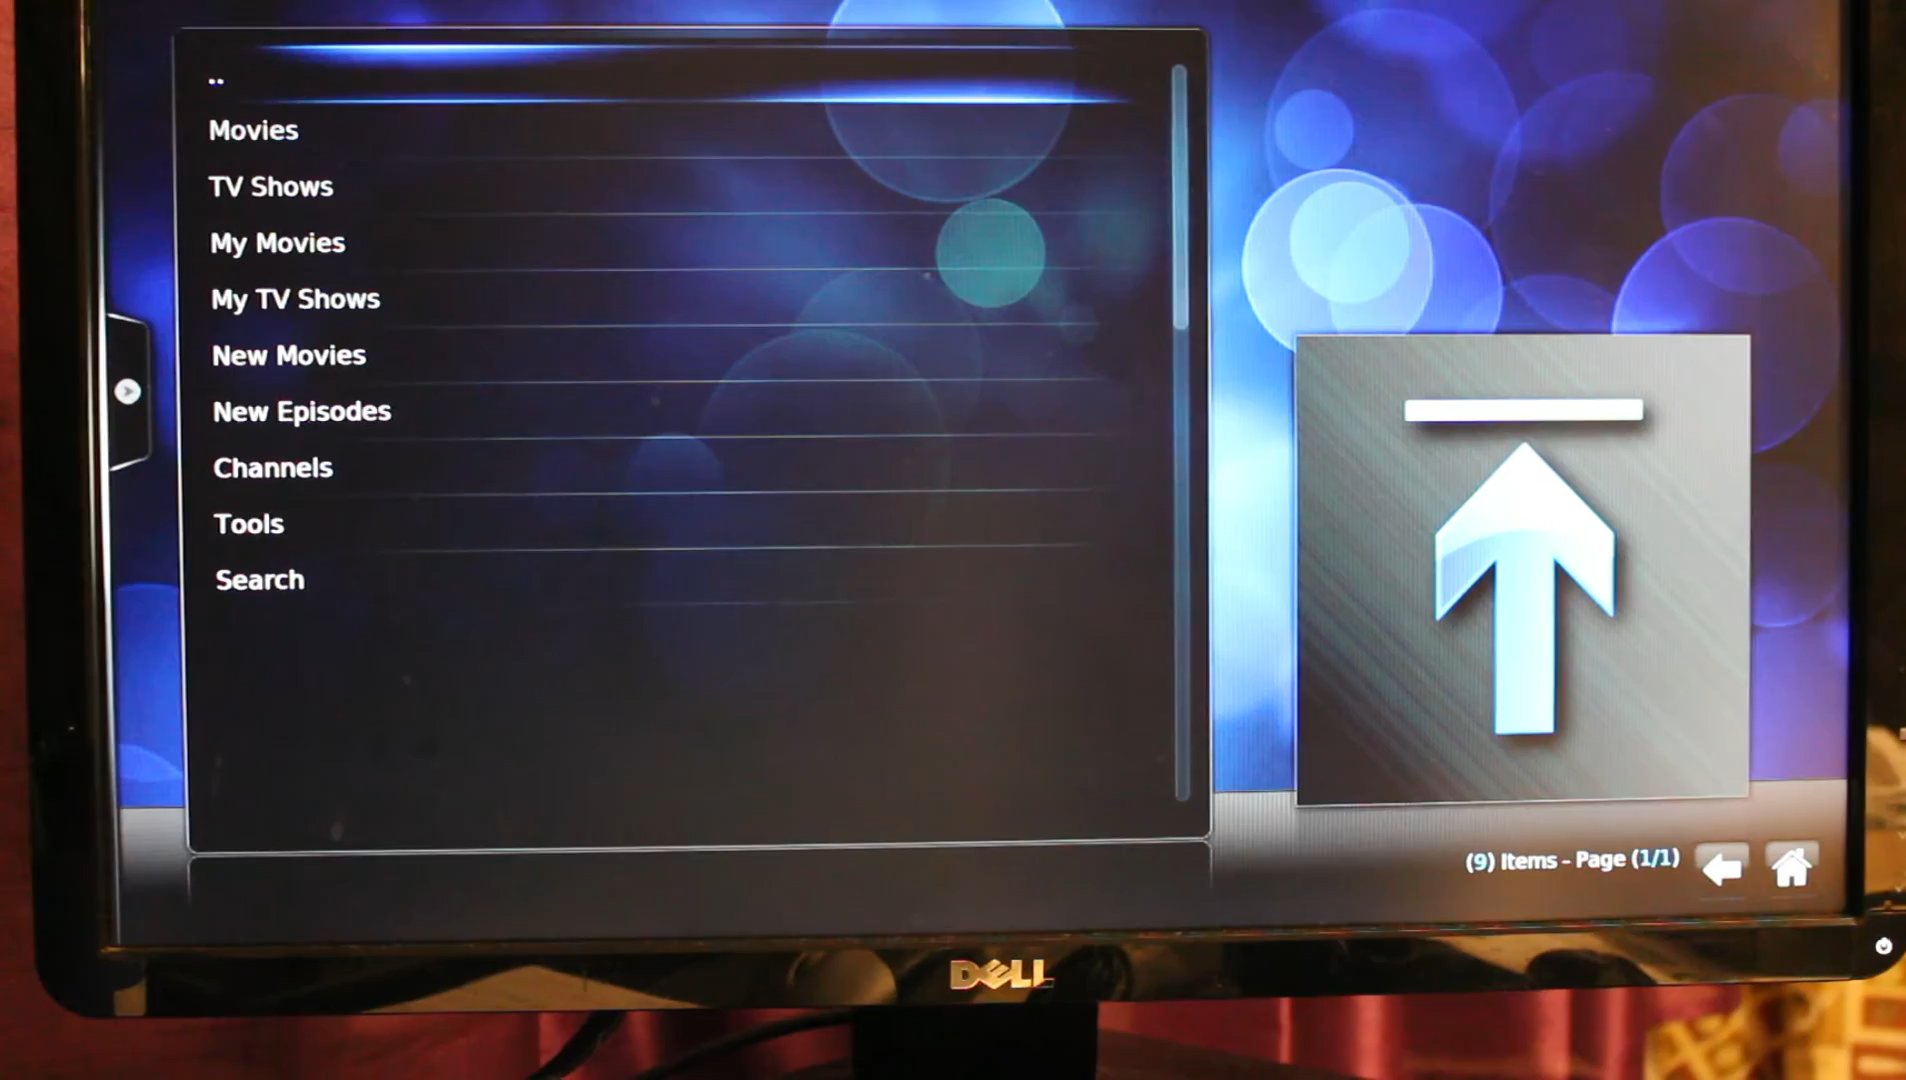 ..
Movies
TV Shows
My Movies
My TV Shows
New Movies
New Episodes
Channels
Tools
Search
(9) Items - Page (1/1)
DELL